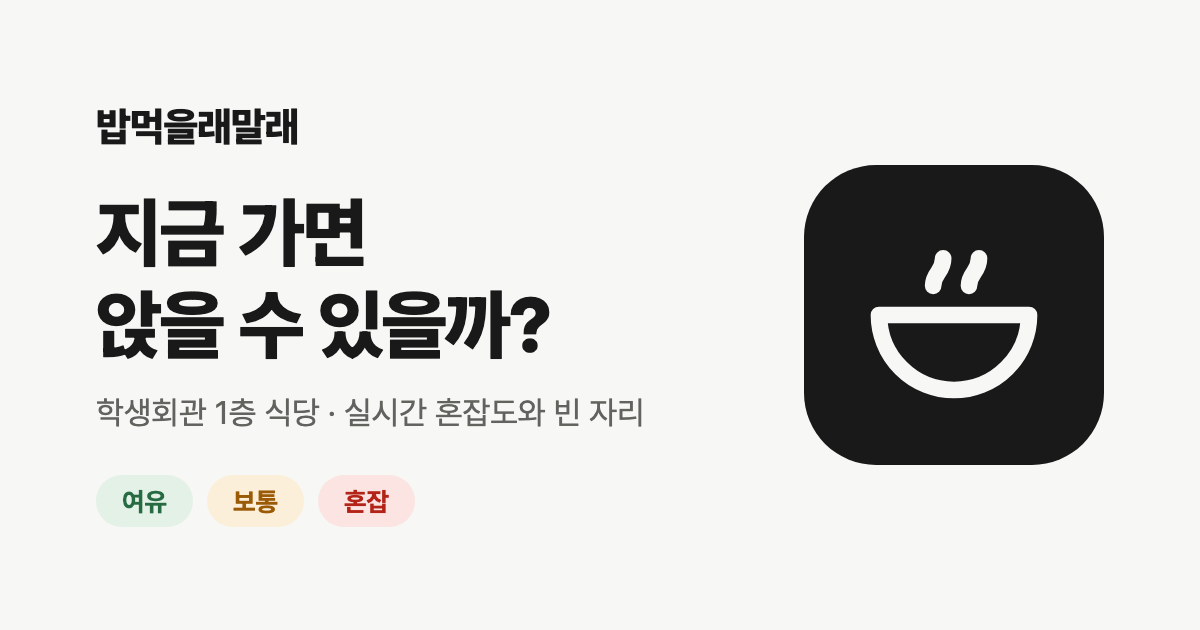 밥먹을래말래
지금 가면
앉을 수 있을까?
학생회관 1층 식당 · 실시간 혼잡도와 빈 자리
여유 보통 혼잡